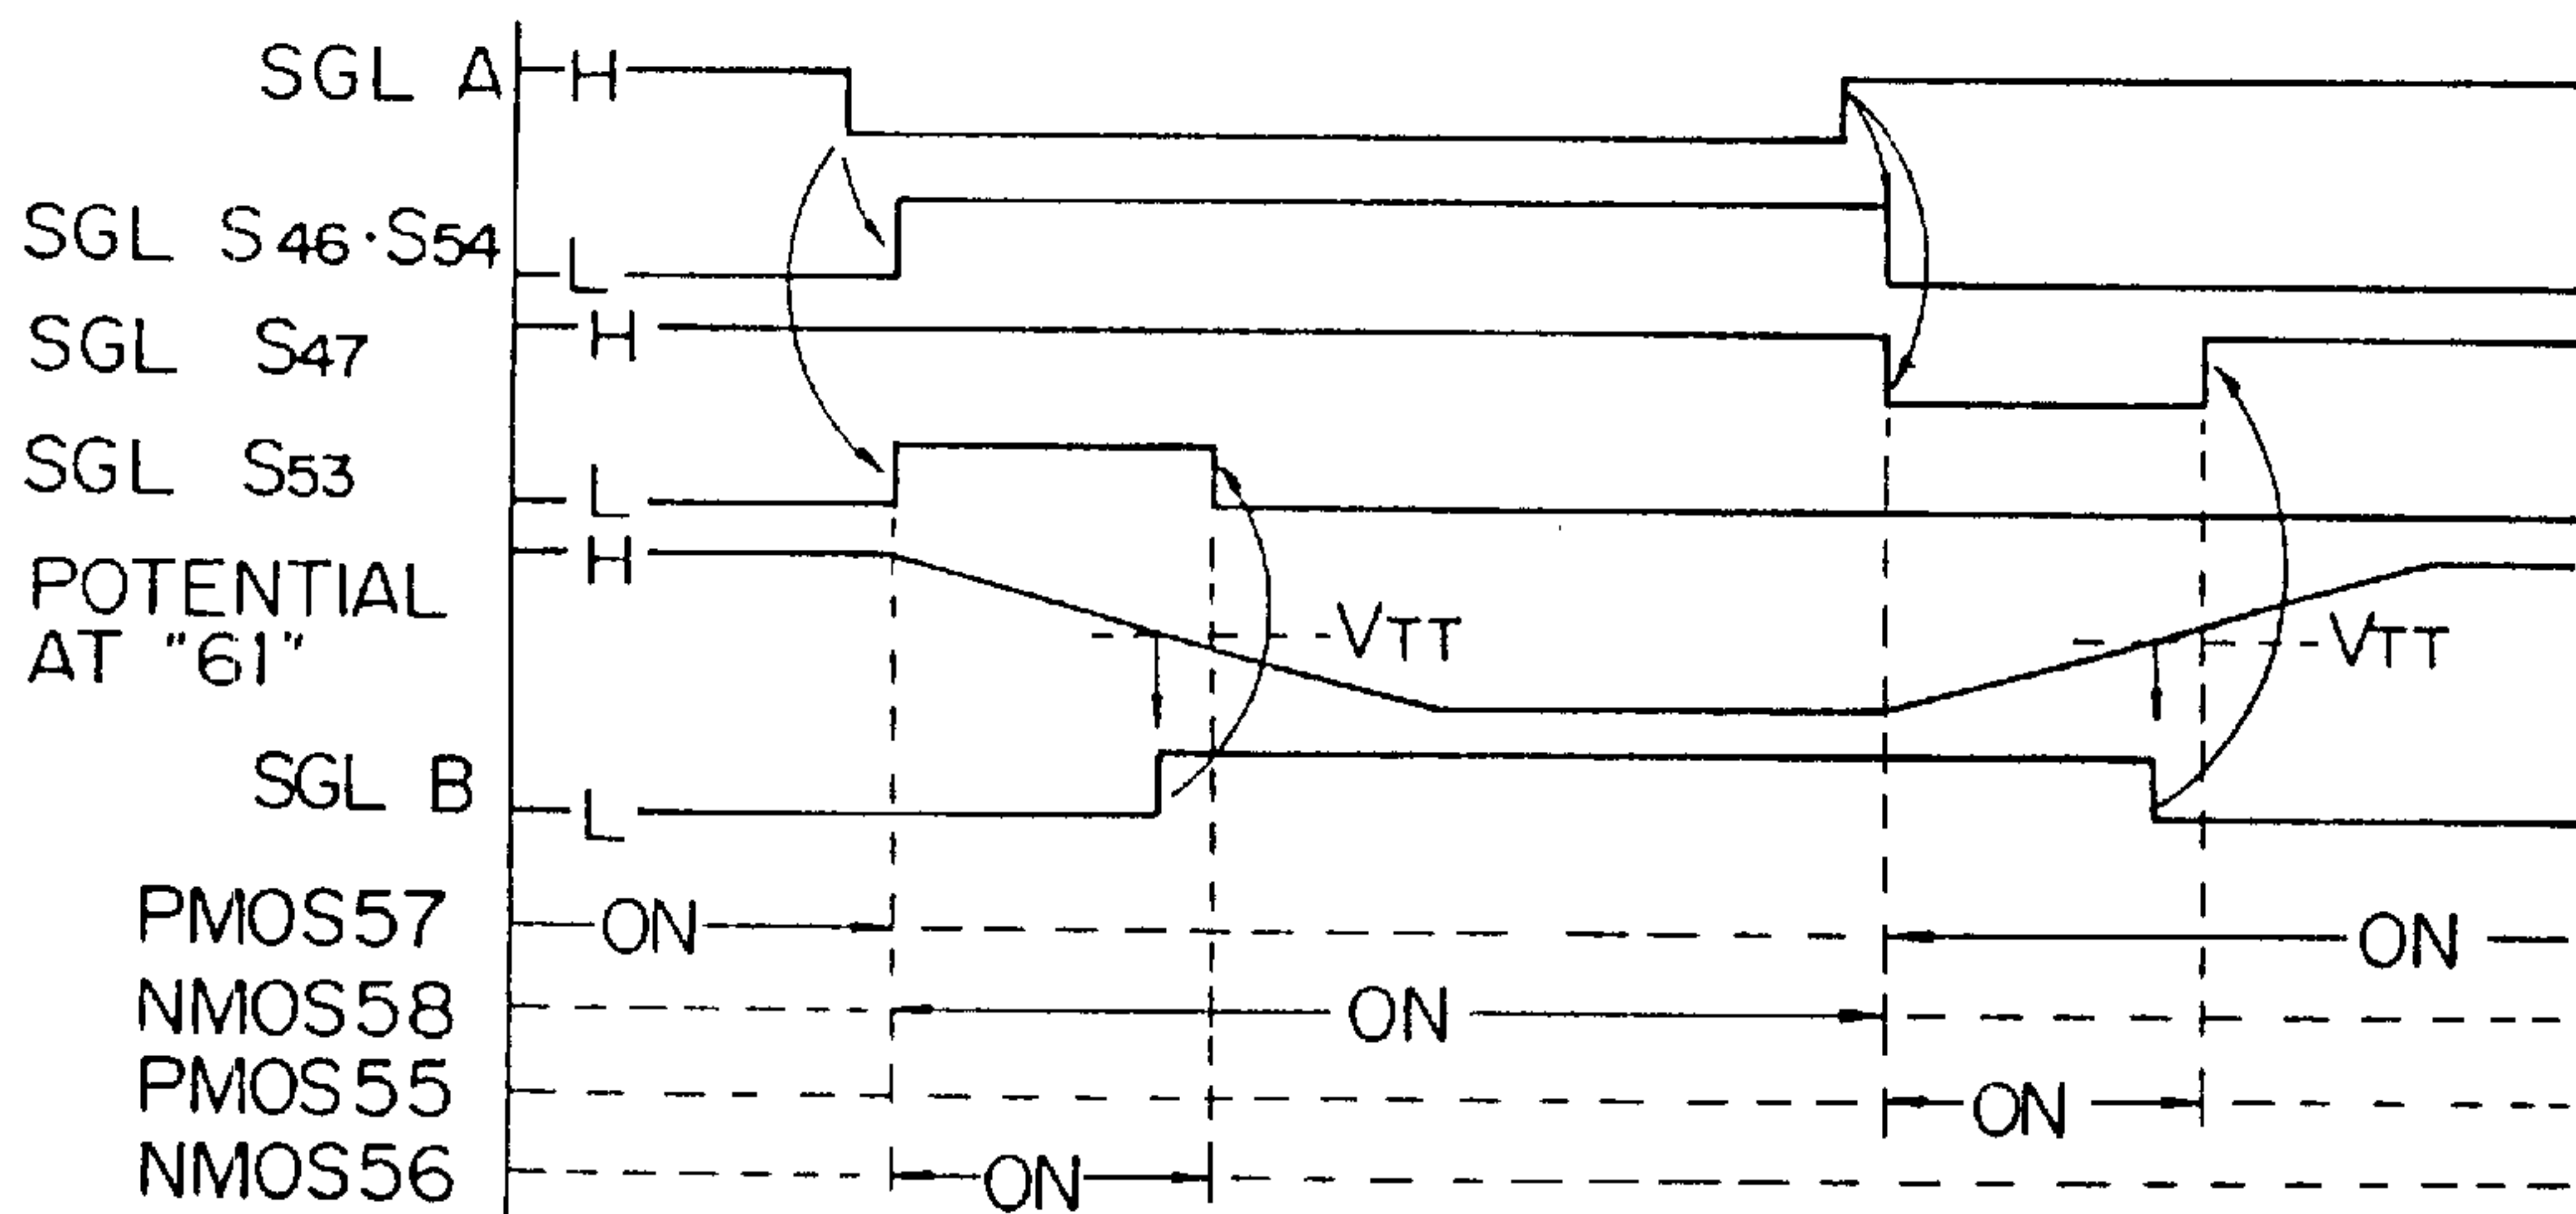 SGL A H
SGL S46·S54 L
SGL S47 H
SGL S53 L
POTENTIAL H
AT "61"
VTT VTT
SGL B L
PMOS57 ON ON
NMOS58 ON
PMOS55 ON
NMOS56 ON